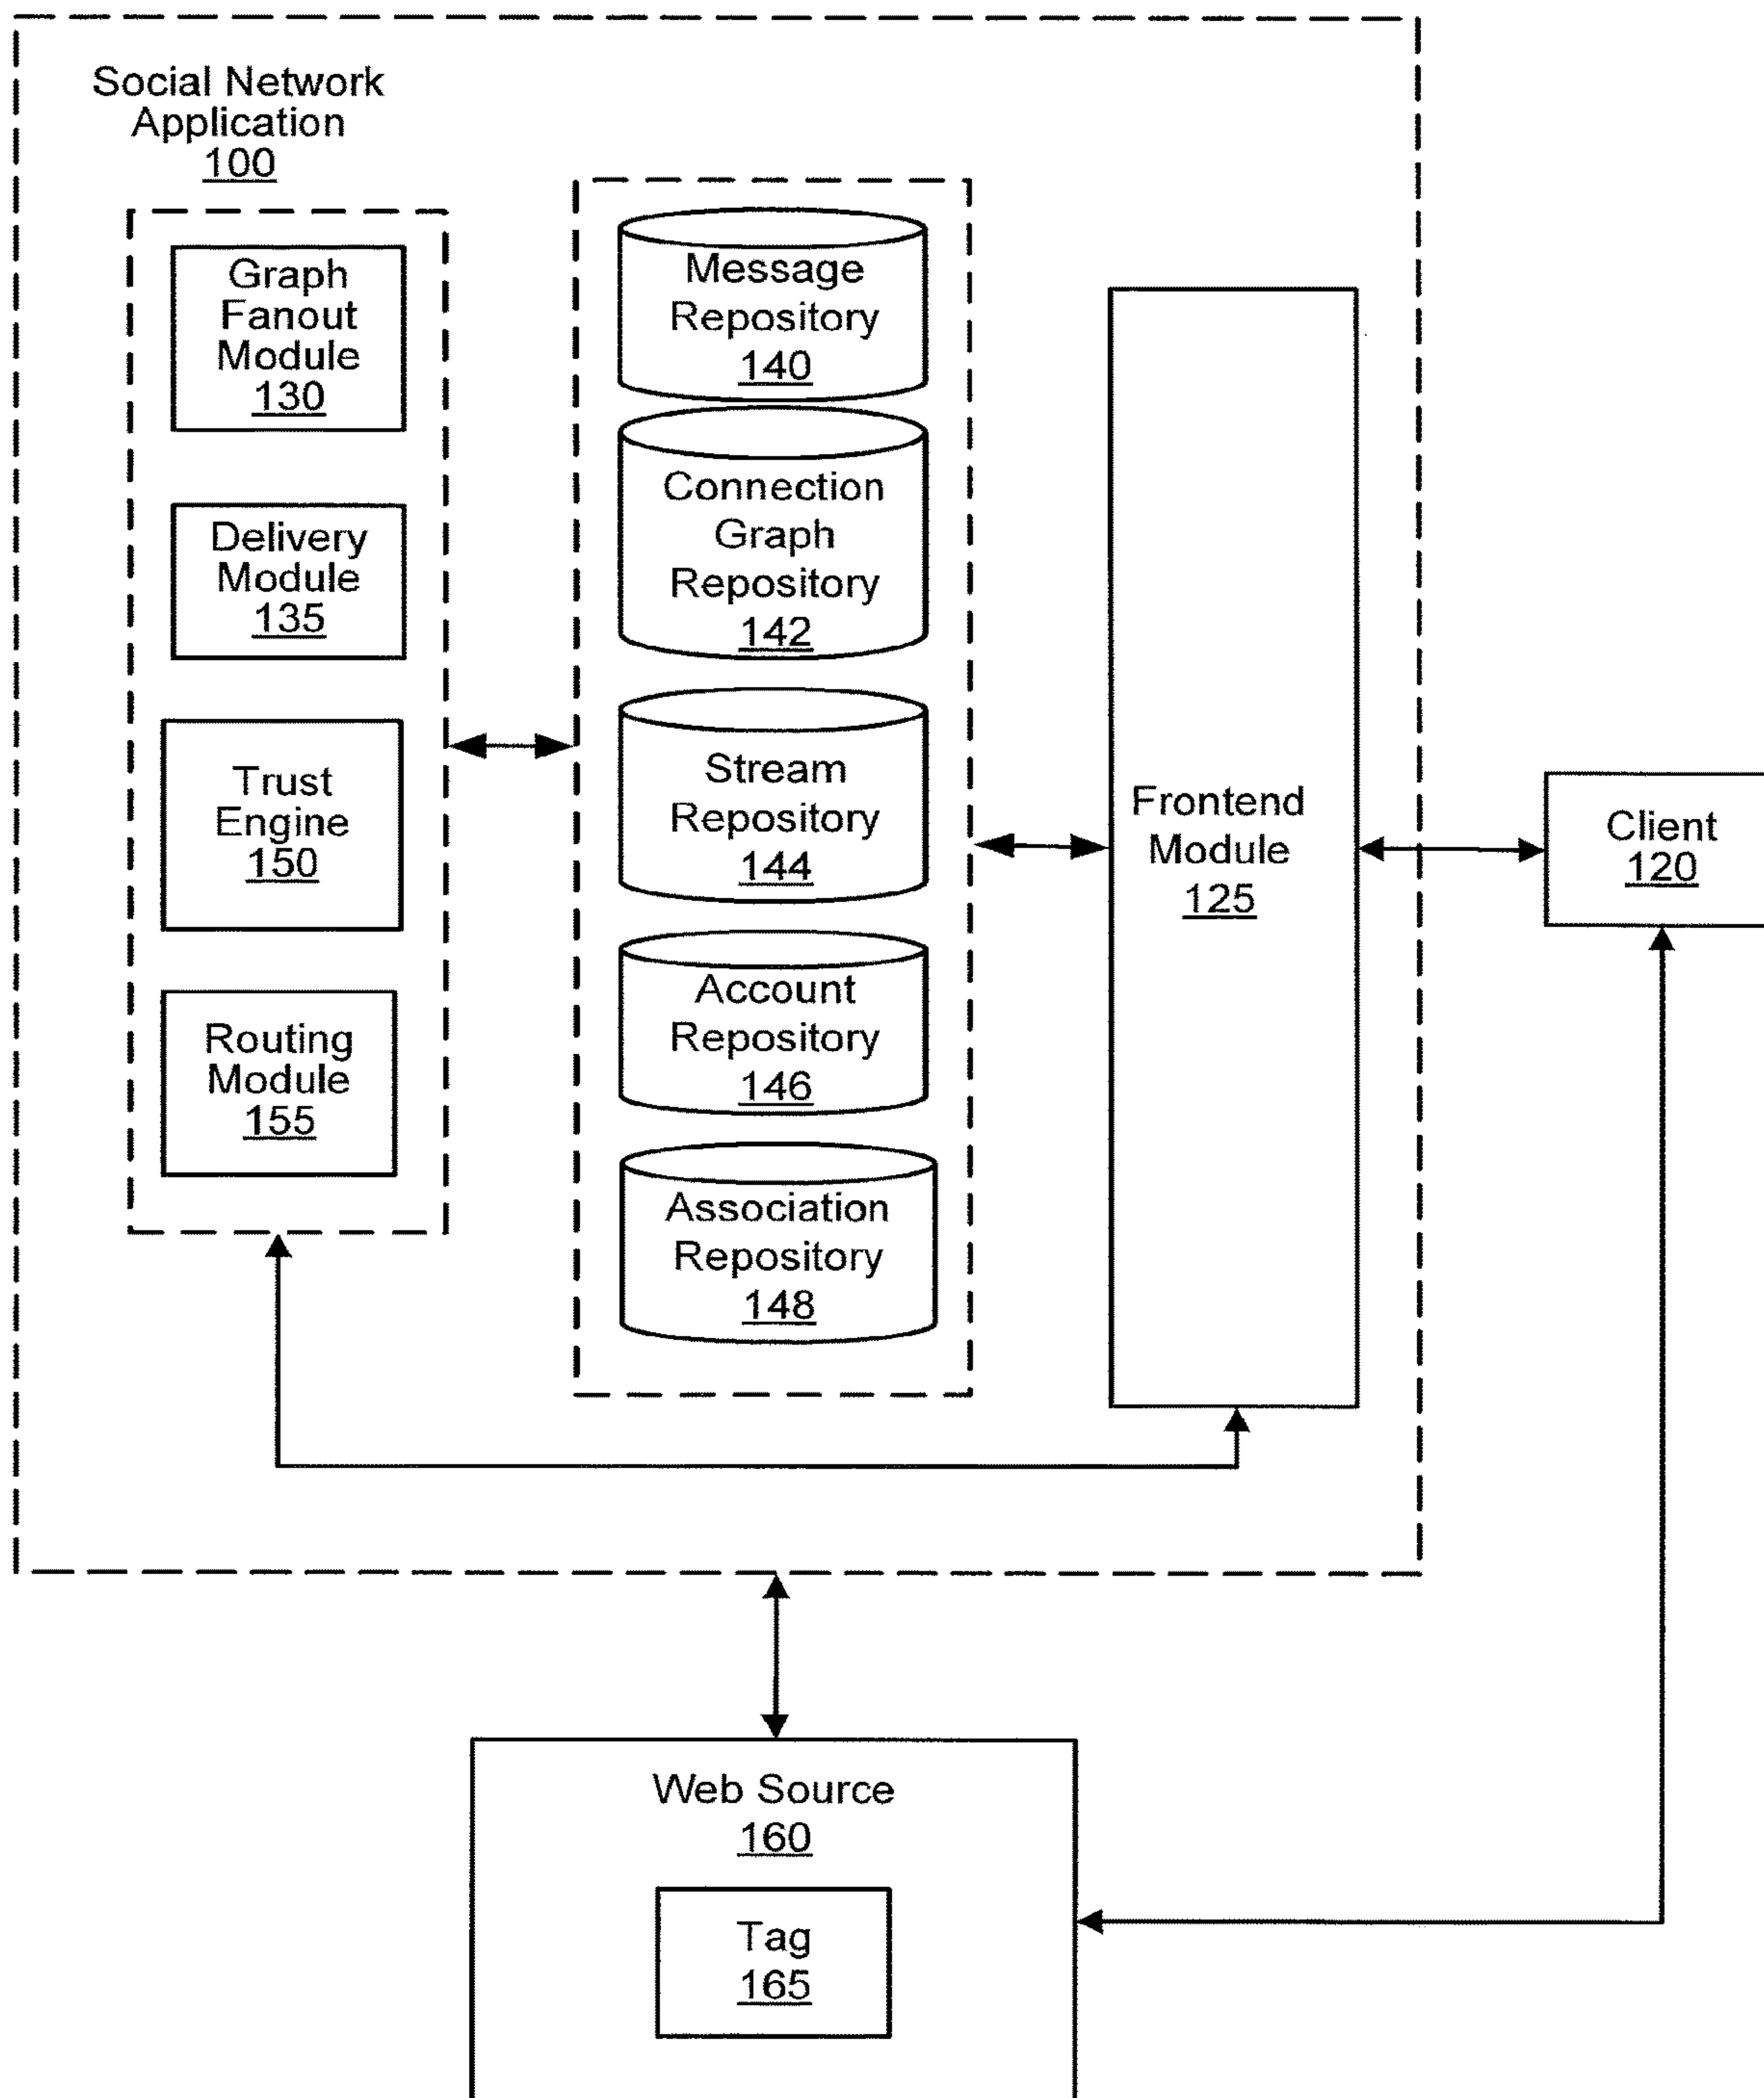 Social Network
Application
100
Graph
Fanout
Module
130
Delivery
Module
135
Trust
Engine
150
Routing
Module
155
Message
Repository
140
Connection
Graph
Repository
142
Stream
Repository
144
Account
Repository
146
Association
Repository
148
Frontend
Module
125
Client
120
Web Source
160
Tag
165